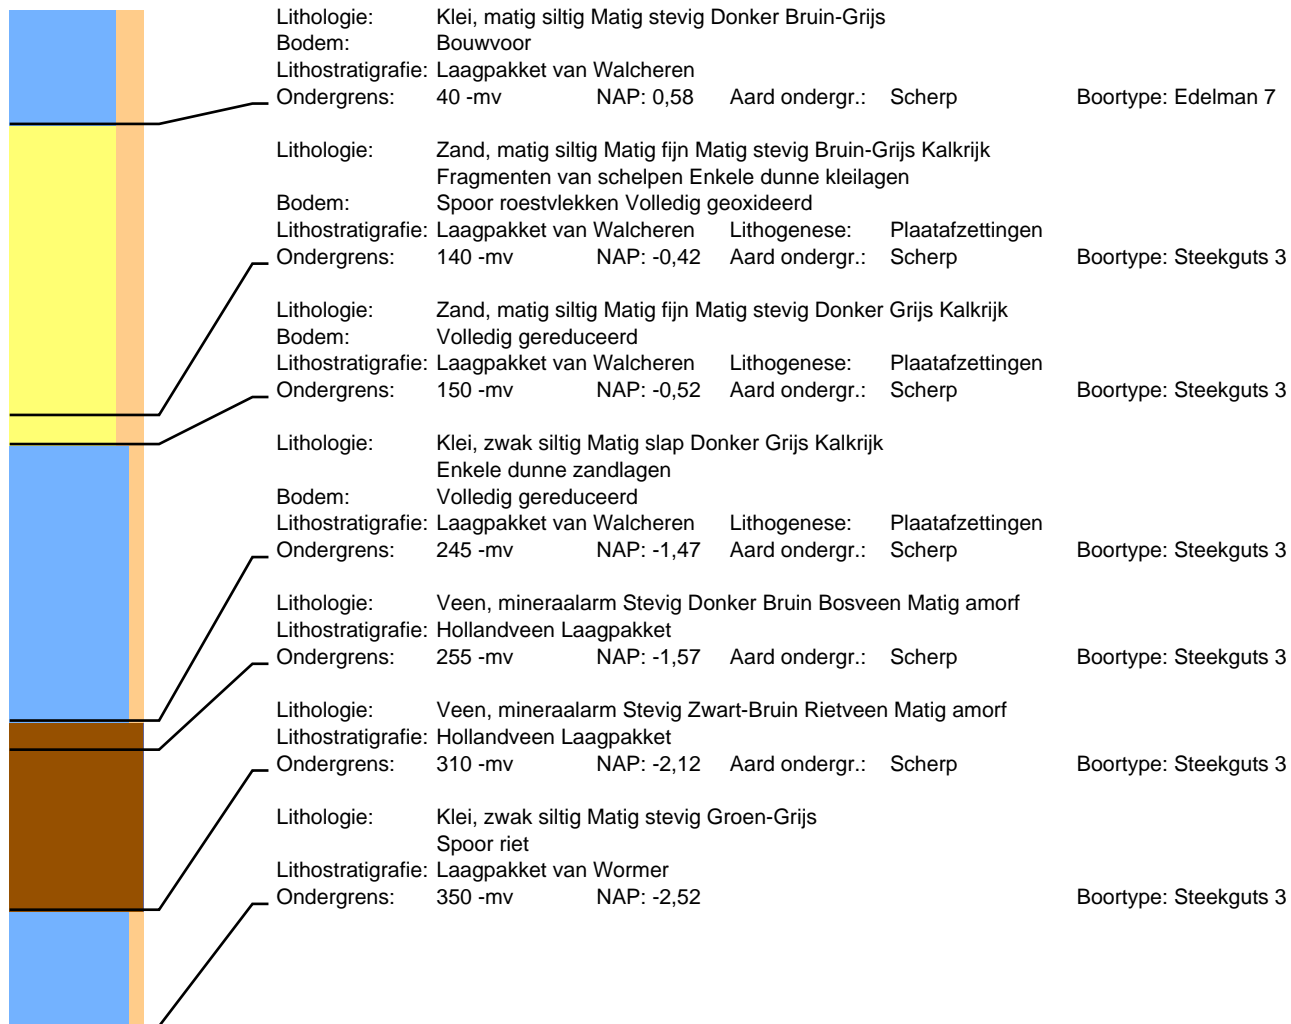 Lithologie: Klei, matig siltig Matig stevig Donker Bruin-Grijs
Bodem: Bouwvoor
Lithostratigrafie: Laagpakket van Walcheren
Ondergrens: 40 -mv NAP: 0,58 Aard ondergr.: Scherp Boortype: Edelman 7
Lithologie: Zand, matig siltig Matig fijn Matig stevig Bruin-Grijs Kalkrijk
Fragmenten van schelpen Enkele dunne kleilagen
Bodem: Spoor roestvlekken Volledig geoxideerd
Lithostratigrafie: Laagpakket van Walcheren Lithogenese: Plaatafzettingen
Ondergrens: 140 -mv NAP: -0,42 Aard ondergr.: Scherp Boortype: Steekguts 3
Lithologie: Zand, matig siltig Matig fijn Matig stevig Donker Grijs Kalkrijk
Bodem: Volledig gereduceerd
Lithostratigrafie: Laagpakket van Walcheren Lithogenese: Plaatafzettingen
Ondergrens: 150 -mv NAP: -0,52 Aard ondergr.: Scherp Boortype: Steekguts 3
Lithologie: Klei, zwak siltig Matig slap Donker Grijs Kalkrijk
Enkele dunne zandlagen
Bodem: Volledig gereduceerd
Lithostratigrafie: Laagpakket van Walcheren Lithogenese: Plaatafzettingen
Ondergrens: 245 -mv NAP: -1,47 Aard ondergr.: Scherp Boortype: Steekguts 3
Lithologie: Veen, mineraalarm Stevig Donker Bruin Bosveen Matig amorf
Lithostratigrafie: Hollandveen Laagpakket
Ondergrens: 255 -mv NAP: -1,57 Aard ondergr.: Scherp Boortype: Steekguts 3
Lithologie: Veen, mineraalarm Stevig Zwart-Bruin Rietveen Matig amorf
Lithostratigrafie: Hollandveen Laagpakket
Ondergrens: 310 -mv NAP: -2,12 Aard ondergr.: Scherp Boortype: Steekguts 3
Lithologie: Klei, zwak siltig Matig stevig Groen-Grijs
Spoor riet
Lithostratigrafie: Laagpakket van Wormer
Ondergrens: 350 -mv NAP: -2,52 Boortype: Steekguts 3